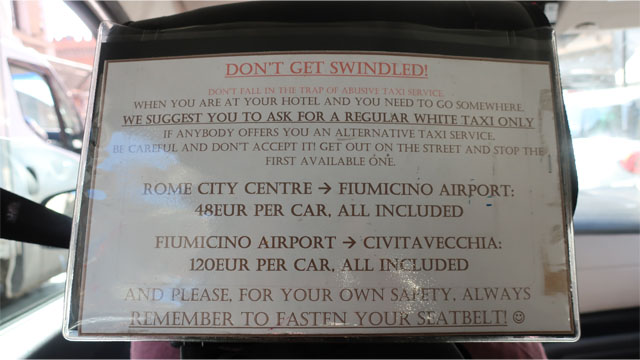 DON'T GET SWINDLED!
DON'T FALL IN THE TRAP OF ABUSIVE TAXI SERVICE.
WHEN YOU ARE AT YOUR HOTEL AND YOU NEED TO GO SOMEWHERE,
WE SUGGEST YOU TO ASK FOR A REGULAR WHITE TAXI ONLY
IF ANYBODY OFFERS YOU AN ALTERNATIVE TAXI SERVICE,
BE CAREFUL AND DON'T ACCEPT IT! GET OUT ON THE STREET AND STOP THE
FIRST AVAILABLE ONE.
ROME CITY CENTRE → FIUMICINO AIRPORT:
48EUR PER CAR, ALL INCLUDED
FIUMICINO AIRPORT → CIVITAVECCHIA:
120EUR PER CAR, ALL INCLUDED
AND PLEASE, FOR YOUR OWN SAFETY, ALWAYS
REMEMBER TO FASTEN YOUR SEATBELT! ☺